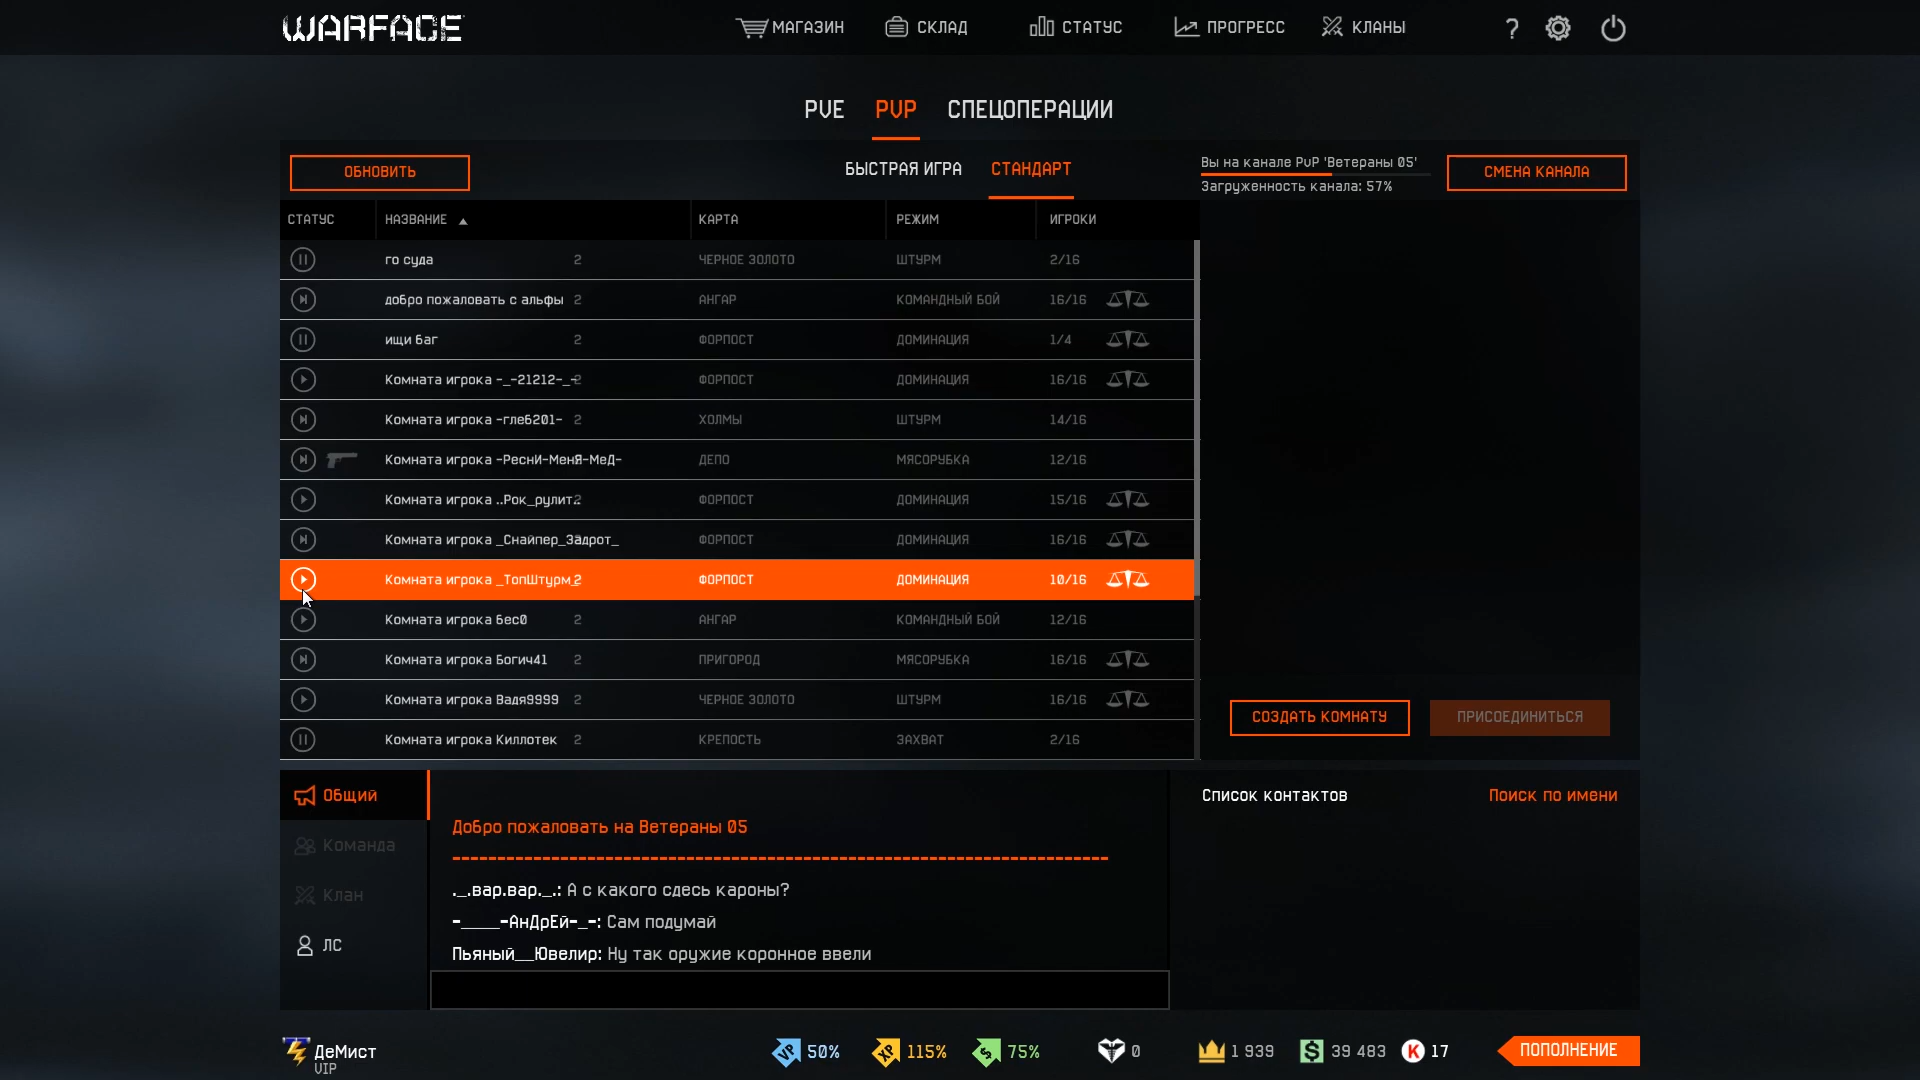 WARFACE
МАГАЗИН СКЛАД СТАТУС ПРОГРЕСС КЛАНЫ ?
PVE PVP СПЕЦОПЕРАЦИИ
ОБНОВИТЬ БЫСТРАЯ ИГРА СТАНДАРТ
Вы на канале PvP 'Ветераны 05'
Загруженность канала: 57%
СМЕНА КАНАЛА
СТАТУС НАЗВАНИЕ КАРТА РЕЖИМ ИГРОКИ
го суда 2 ЧЕРНОЕ ЗОЛОТО ШТУРМ 2/16
добро пожаловать с альфы 2 АНГАР КОМАНДНЫЙ БОЙ 16/16
ищи баг 2 ФОРПОСТ ДОМИНАЦИЯ 1/4
Комната игрока -_-21212-_- 2 ФОРПОСТ ДОМИНАЦИЯ 16/16
Комната игрока -глеб201- 2 ХОЛМЫ ШТУРМ 14/16
Комната игрока -РеснИ-МенЯ-МеД- ДЕПО МЯСОРУБКА 12/16
Комната игрока ..Рок_рулит.. 2 ФОРПОСТ ДОМИНАЦИЯ 15/16
Комната игрока _Снайпер_Задрот_ ФОРПОСТ ДОМИНАЦИЯ 16/16
Комната игрока _ТопШтурм_ 2 ФОРПОСТ ДОМИНАЦИЯ 10/16
Комната игрока бес0 2 АНГАР КОМАНДНЫЙ БОЙ 12/16
Комната игрока Богич41 2 ПРИГОРОД МЯСОРУБКА 16/16
Комната игрока Вадя9999 2 ЧЕРНОЕ ЗОЛОТО ШТУРМ 16/16
Комната игрока Киллотек 2 КРЕПОСТЬ ЗАХВАТ 2/16
СОЗДАТЬ КОМНАТУ ПРИСОЕДИНИТЬСЯ
Общий
Команда
Клан
ЛС
Добро пожаловать на Ветераны 05
--------------------------------------------------------------------------
._.вар.вар._.: А с какого сдесь кароны?
-____-АнДрЕй-_-: Сам подумай
Пьяный__Ювелир: Ну так оружие коронное ввели
Список контактов Поиск по имени
ДеМист
VIP
VP 50% XP 115% $ 75% 0 1 939 $ 39 483 K 17 ПОПОЛНЕНИЕ